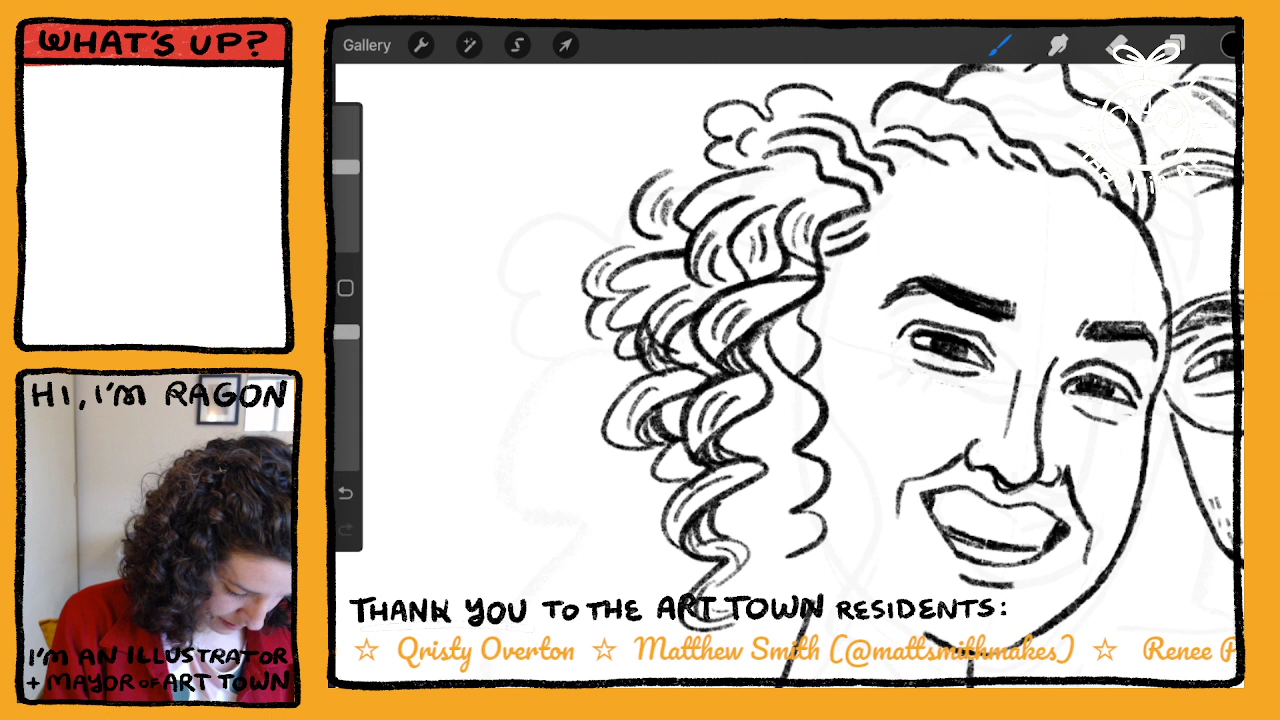 WHAT'S UP?
Gallery
HI, I'M RAGON
I'M AN ILLUSTRATOR
+ MAYOR OF ART TOWN
THANK YOU TO THE ART TOWN RESIDENTS:
☆ Qristy Overton ☆ Matthew Smith (@mattsmithmakes) ☆ Renee